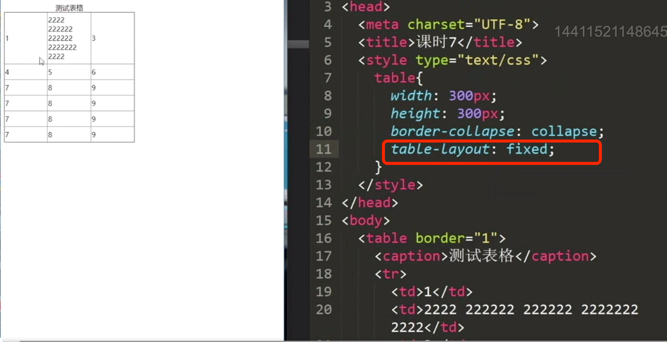 测试表格
1
2222
222222
222222
2222222
2222
3
4 5 6
7 8 9
7 8 9
7 8 9
7 8 9
14411521148645
3 <head>
4 <meta charset="UTF-8">
5 <title>课时7</title>
6 <style type="text/css">
7 table{
8 width: 300px;
9 height: 300px;
10 border-collapse: collapse;
11 table-layout: fixed;
12 }
13 </style>
14 </head>
15 <body>
16 <table border="1">
17 <caption>测试表格</caption>
18 <tr>
19 <td>1</td>
20 <td>2222 222222 222222 2222222
2222</td>